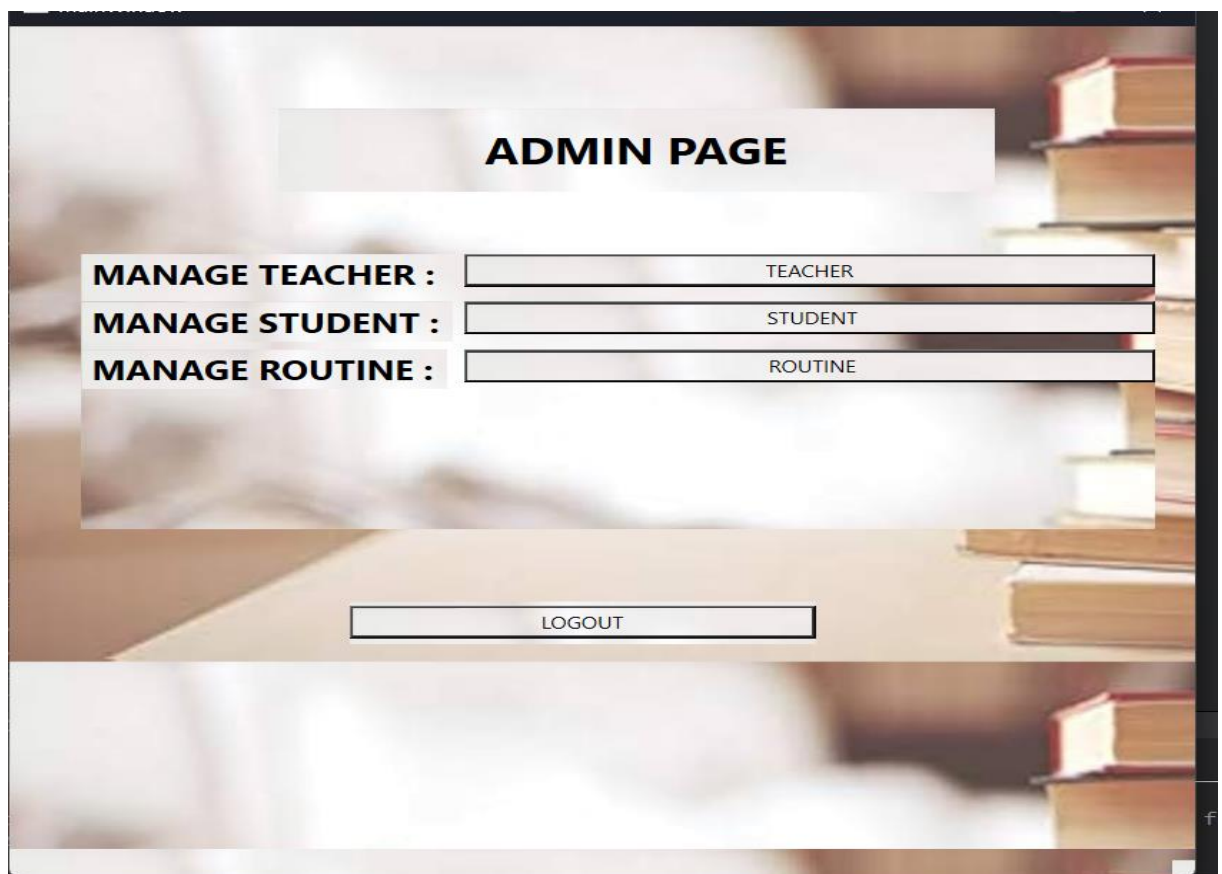 ADMIN PAGE
MANAGE TEACHER : TEACHER
MANAGE STUDENT : STUDENT
MANAGE ROUTINE : ROUTINE
LOGOUT
f